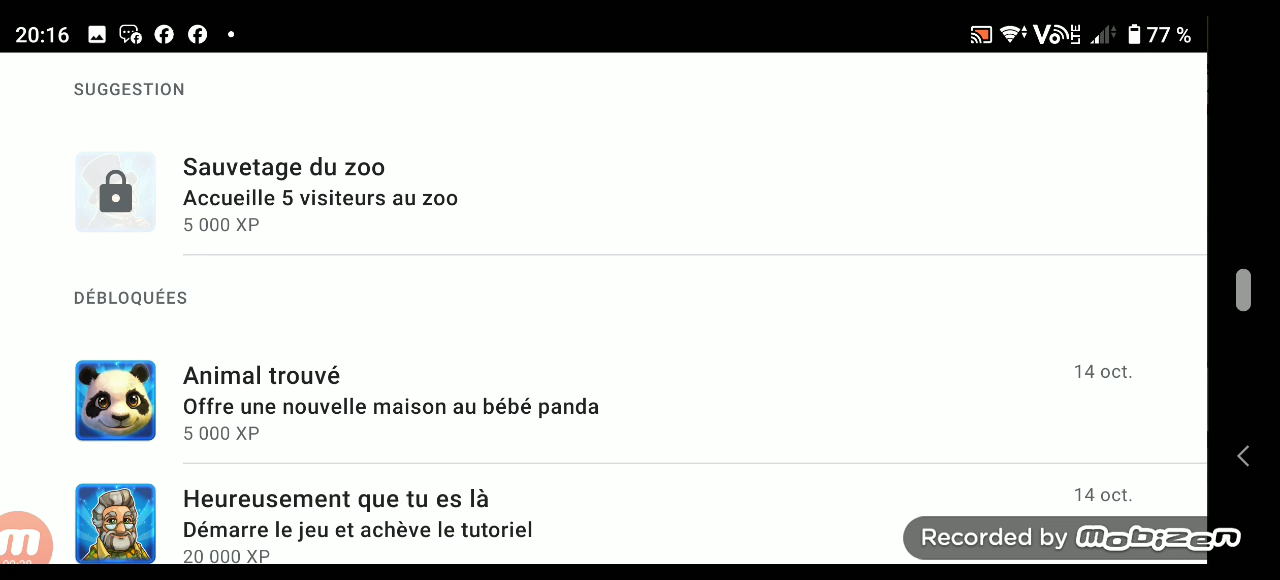 20:16
VoLTE 77 %
SUGGESTION
Sauvetage du zoo
Accueille 5 visiteurs au zoo
5 000 XP
DÉBLOQUÉES
Animal trouvé
14 oct.
Offre une nouvelle maison au bébé panda
5 000 XP
Heureusement que tu es là
14 oct.
Démarre le jeu et achève le tutoriel
20 000 XP
Recorded by mobizen